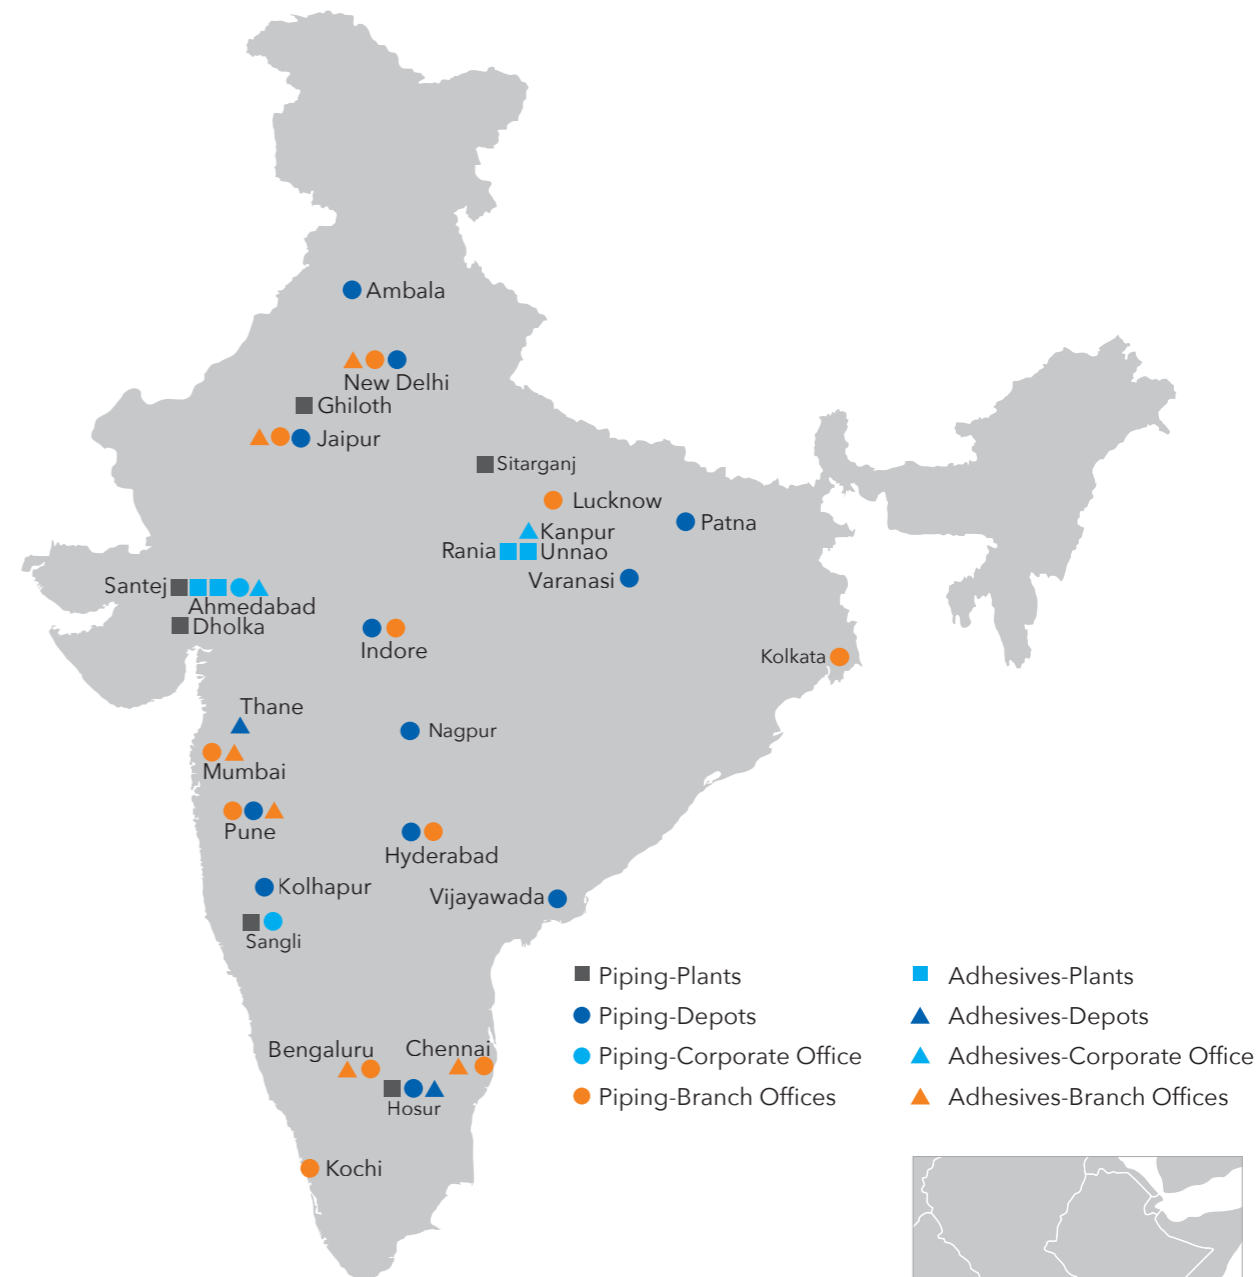 Ambala
New Delhi
Ghiloth
Jaipur
Sitarganj
Lucknow
Patna
Kanpur
Rania
Unnao
Varanasi
Santej
Ahmedabad
Dholka
Indore
Kolkata
Thane
Nagpur
Mumbai
Pune
Hyderabad
Kolhapur
Vijayawada
Sangli
Piping-Plants
Piping-Depots
Piping-Corporate Office
Piping-Branch Offices
Adhesives-Plants
Adhesives-Depots
Adhesives-Corporate Office
Adhesives-Branch Offices
Bengaluru
Chennai
Hosur
Kochi